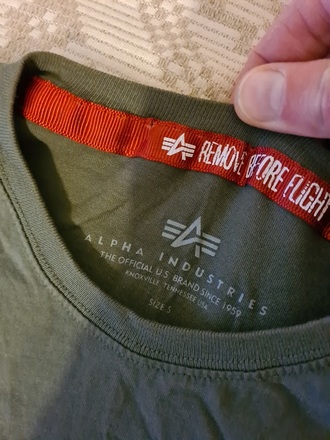 REMOVE BEFORE FLIGHT
ALPHA INDUSTRIES
THE OFFICIAL U.S. BRAND SINCE 1959
KNOXVILLE, TENNESSEE USA
SIZE S